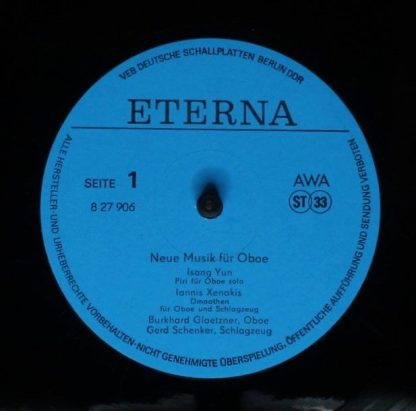 VEB DEUTSCHE SCHALLPLATTEN BERLIN DDR
ETERNA
SEITE 1
8 27 906
AWA
ST 33
Neue Musik für Oboe
Isang Yun
Piri für Oboe solo
Iannis Xenakis
Dmaathen
für Oboe und Schlagzeug
Burkhard Glaetzner, Oboe
Gerd Schenker, Schlagzeug
ALLE HERSTELLER- UND URHEBERRECHTE VORBEHALTEN-NICHT GENEHMIGTE ÜBERSPIELUNG, ÖFFENTLICHE AUFFÜHRUNG UND SENDUNG VERBOTEN